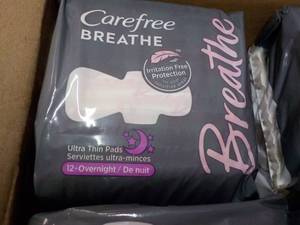 Carefree
BREATHE
Irritation Free
Protection
Breathe
Ultra Thin Pads
Serviettes ultra-minces
12-Overnight / De nuit